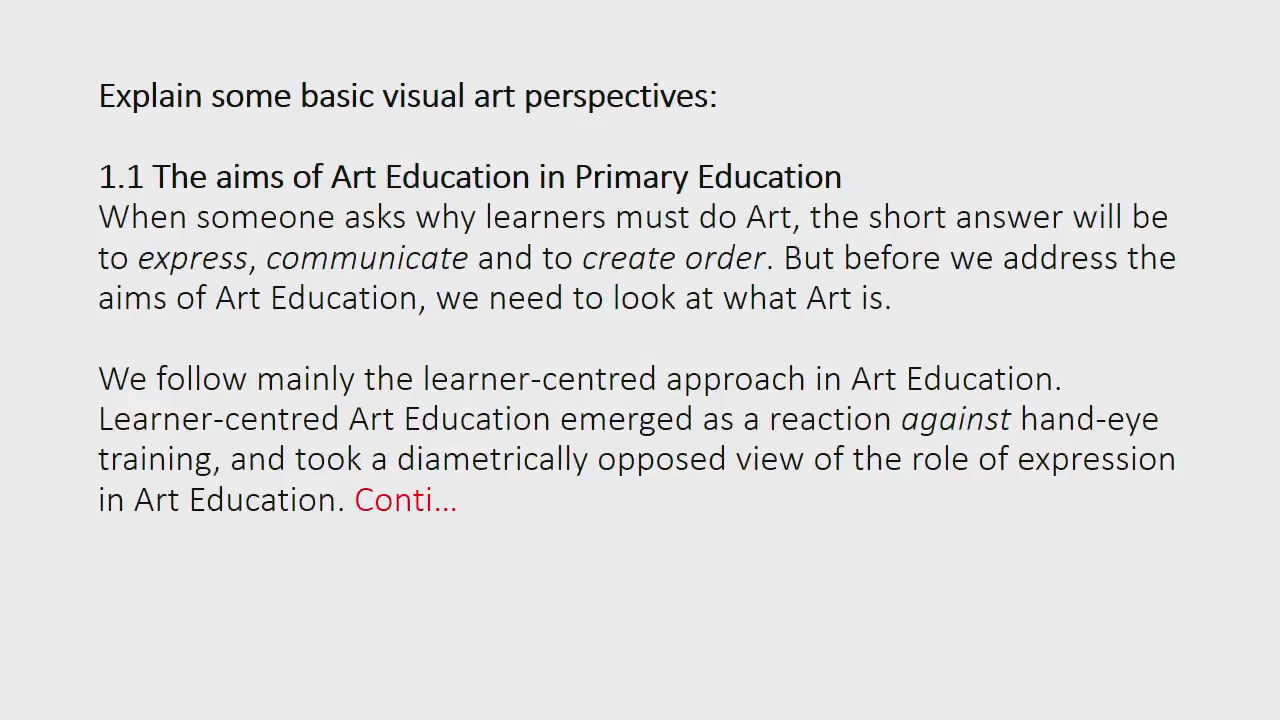 Explain some basic visual art perspectives:
1.1 The aims of Art Education in Primary Education
When someone asks why learners must do Art, the short answer will be
to express, communicate and to create order. But before we address the
aims of Art Education, we need to look at what Art is.
We follow mainly the learner-centred approach in Art Education.
Learner-centred Art Education emerged as a reaction against hand-eye
training, and took a diametrically opposed view of the role of expression
in Art Education. Conti…